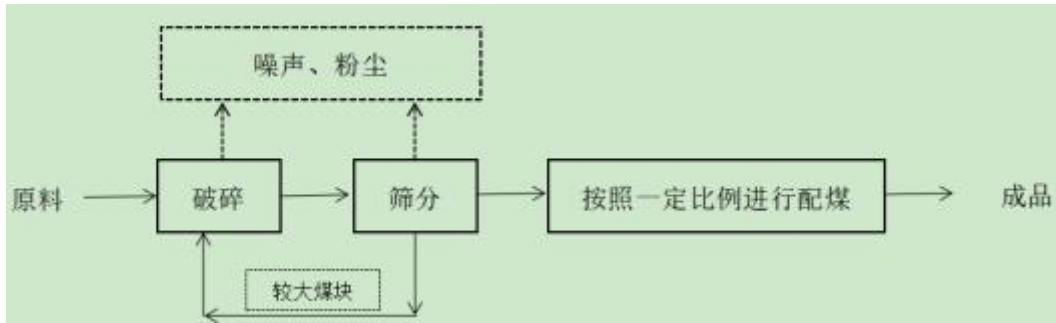 噪声、粉尘
原料
破碎
筛分
按照一定比例进行配煤
成品
较大煤块